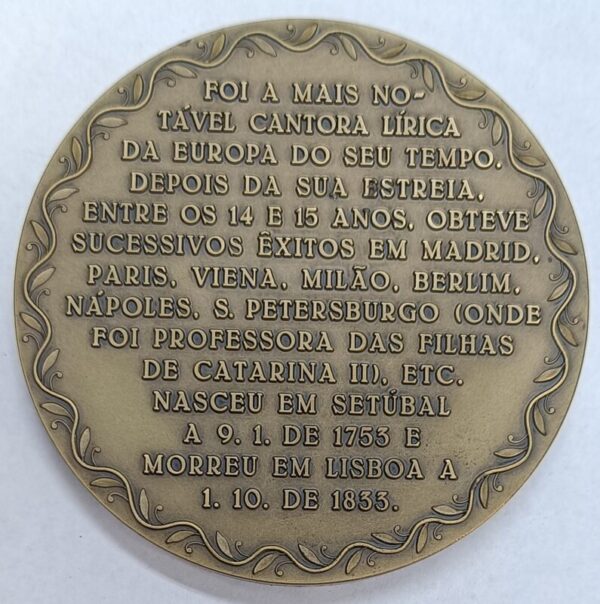 FOI A MAIS NO-
TÁVEL CANTORA LÍRICA
DA EUROPA DO SEU TEMPO.
DEPOIS DA SUA ESTREIA,
ENTRE OS 14 E 15 ANOS, OBTEVE
SUCESSIVOS ÊXITOS EM MADRID,
PARIS, VIENA, MILÃO, BERLIM,
NÁPOLES, S. PETERSBURGO (ONDE
FOI PROFESSORA DAS FILHAS
DE CATARINA II), ETC.
NASCEU EM SETÚBAL
A 9. 1. DE 1753 E
MORREU EM LISBOA A
1. 10. DE 1833.